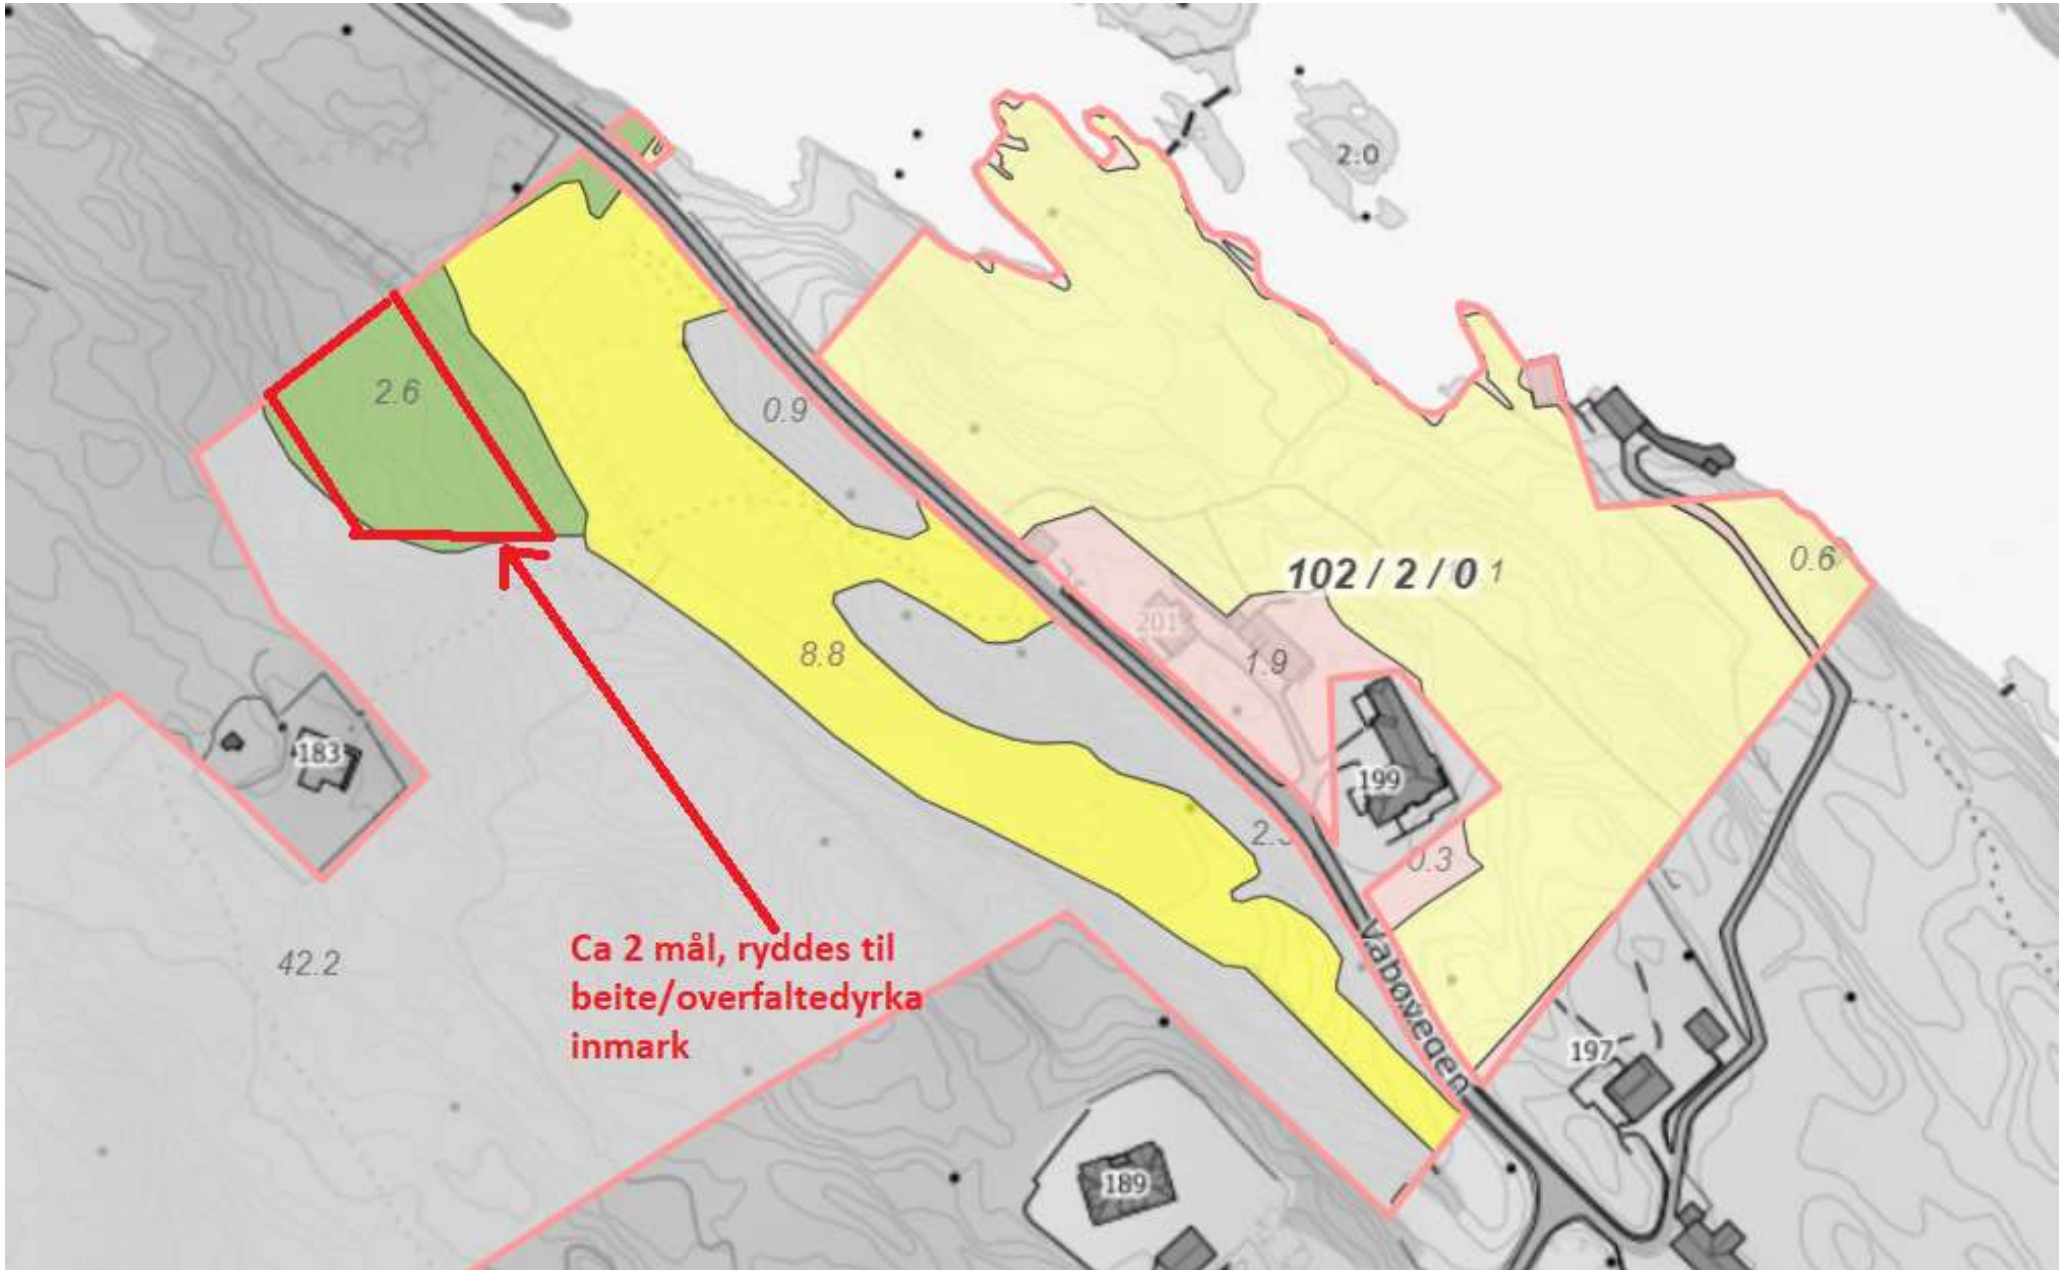 2.0
2.6
0.9
102 / 2 / 0 1
0.6
201
1.9
8.8
183
199
2.
0.3
42.2
Ca 2 mål, ryddes til
beite/overfaltedyrka
inmark
Vabøvegen
197
189